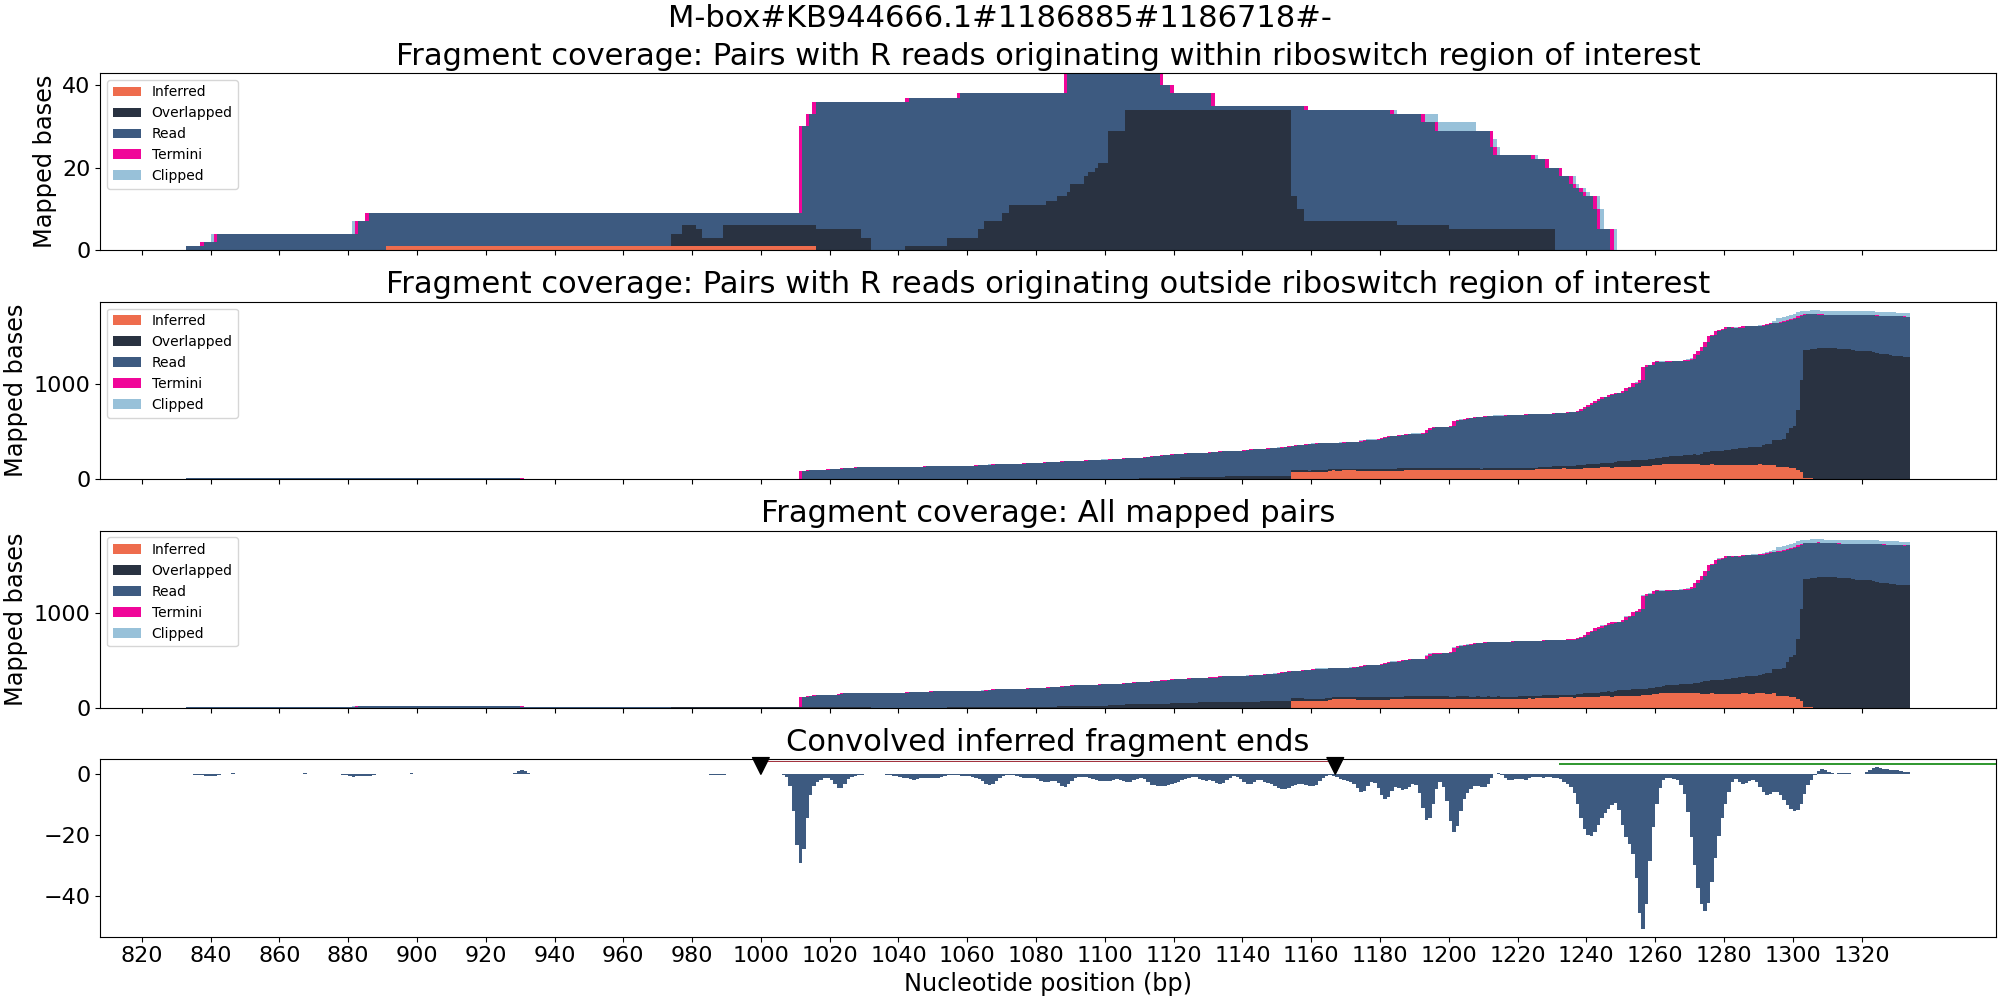 M-box#KB944666.1#1186885#1186718#-
Fragment coverage: Pairs with R reads originating within riboswitch region of interest
Mapped bases
40
20
0
Inferred
Overlapped
Read
Termini
Clipped
Fragment coverage: Pairs with R reads originating outside riboswitch region of interest
Mapped bases
1000
0
Inferred
Overlapped
Read
Termini
Clipped
Fragment coverage: All mapped pairs
Mapped bases
1000
0
Inferred
Overlapped
Read
Termini
Clipped
Convolved inferred fragment ends
0
−20
−40
820 840 860 880 900 920 940 960 980 1000 1020 1040 1060 1080 1100 1120 1140 1160 1180 1200 1220 1240 1260 1280 1300 1320
Nucleotide position (bp)